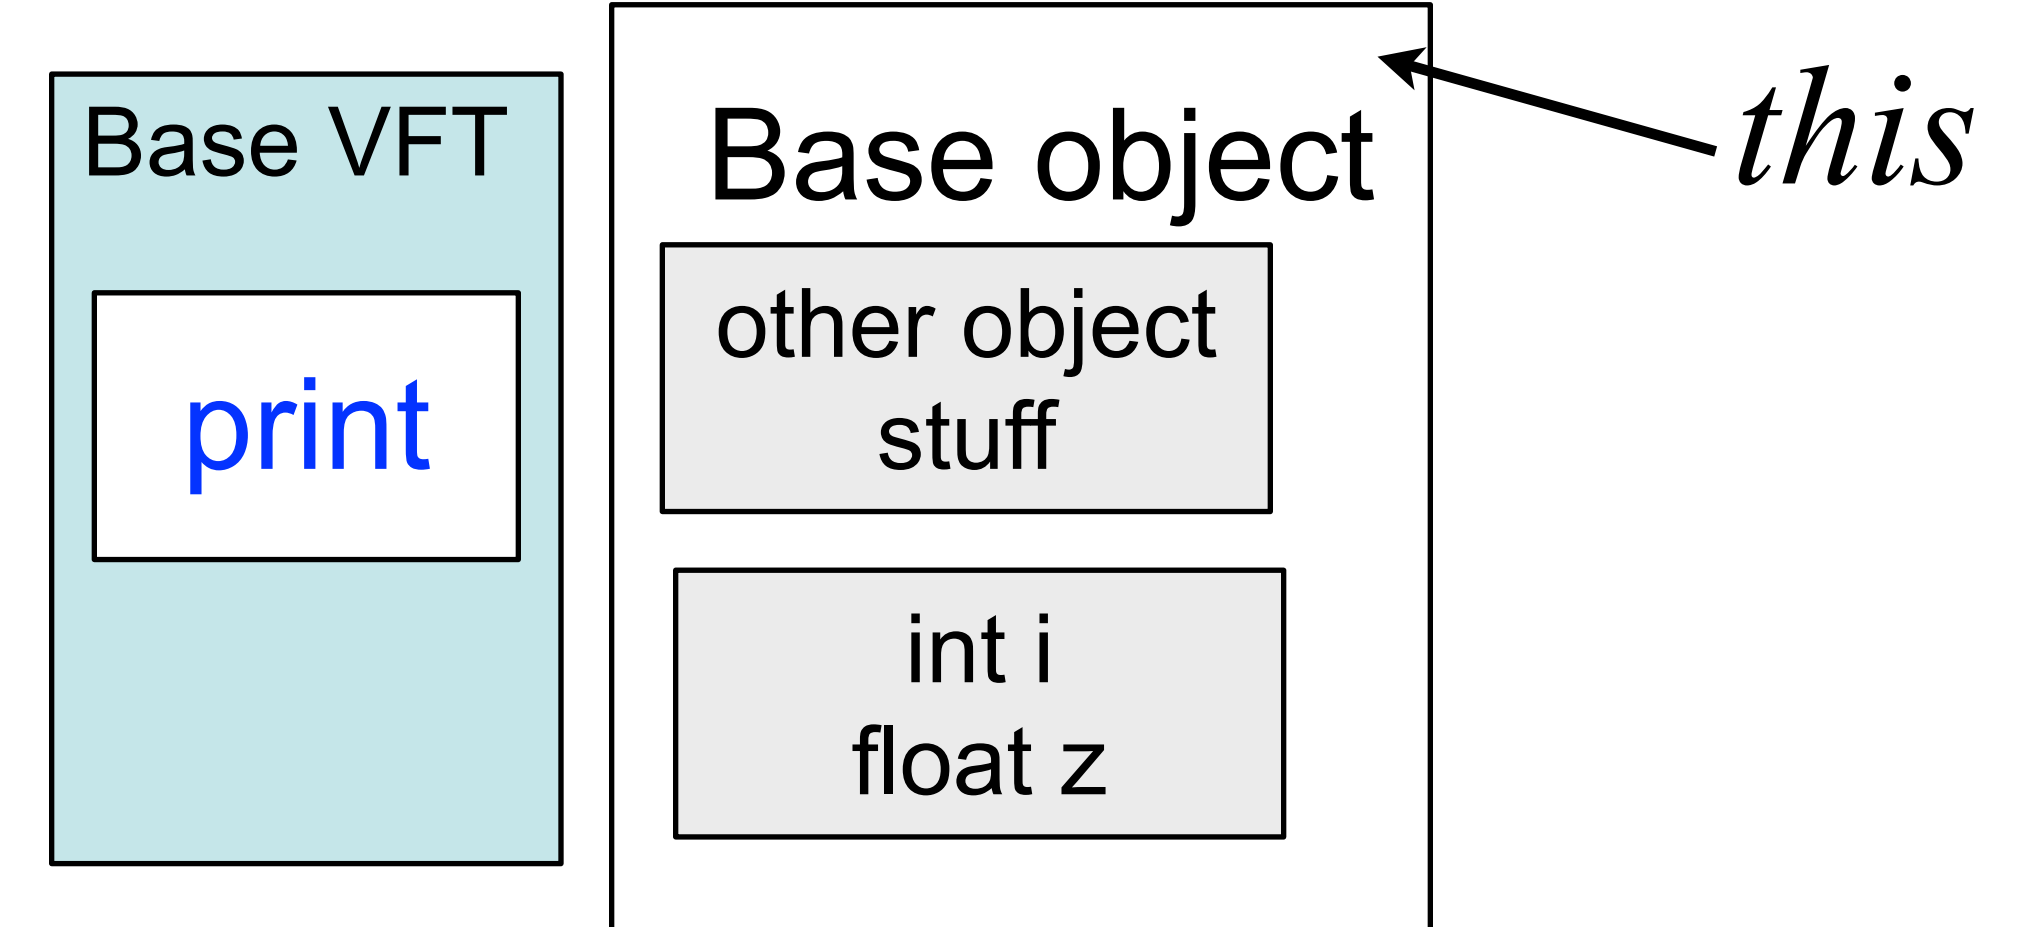 Base VFT
print
Base object
other object
stuff
int i
float z
this